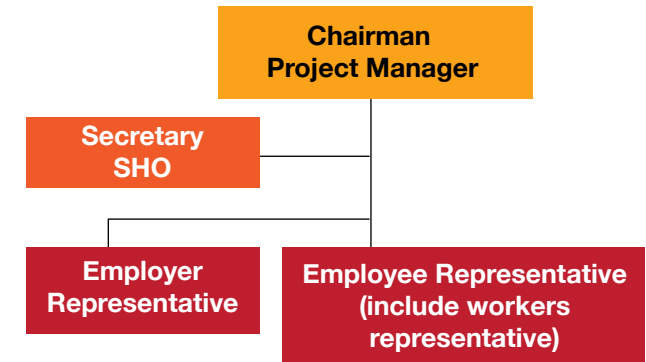 Chairman
Project Manager
Secretary
SHO
Employer
Representative
Employee Representative
(include workers
representative)